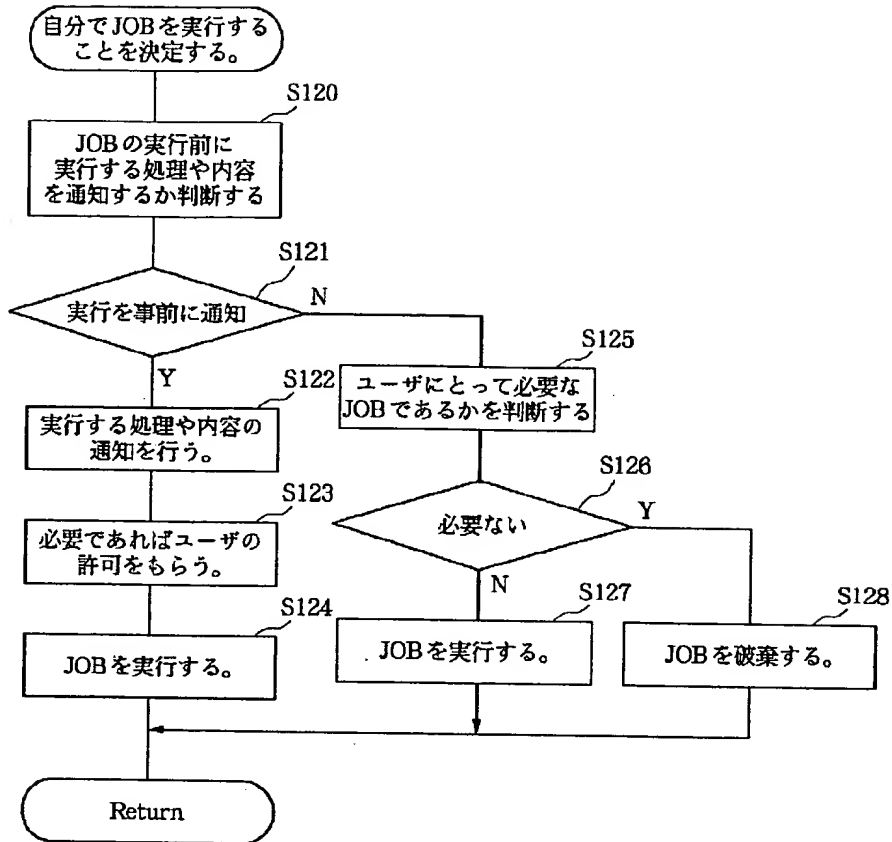 自分でJOBを実行する
ことを決定する。
S120
JOBの実行前に
実行する処理や内容
を通知するか判断する
S121
実行を事前に通知
N
Y
S122
実行する処理や内容の
通知を行う。
S123
必要であればユーザの
許可をもらう。
S124
JOBを実行する。
S125
ユーザにとって必要な
JOBであるかを判断する
S126
必要ない
Y
N
S127
JOBを実行する。
S128
JOBを破棄する。
Return